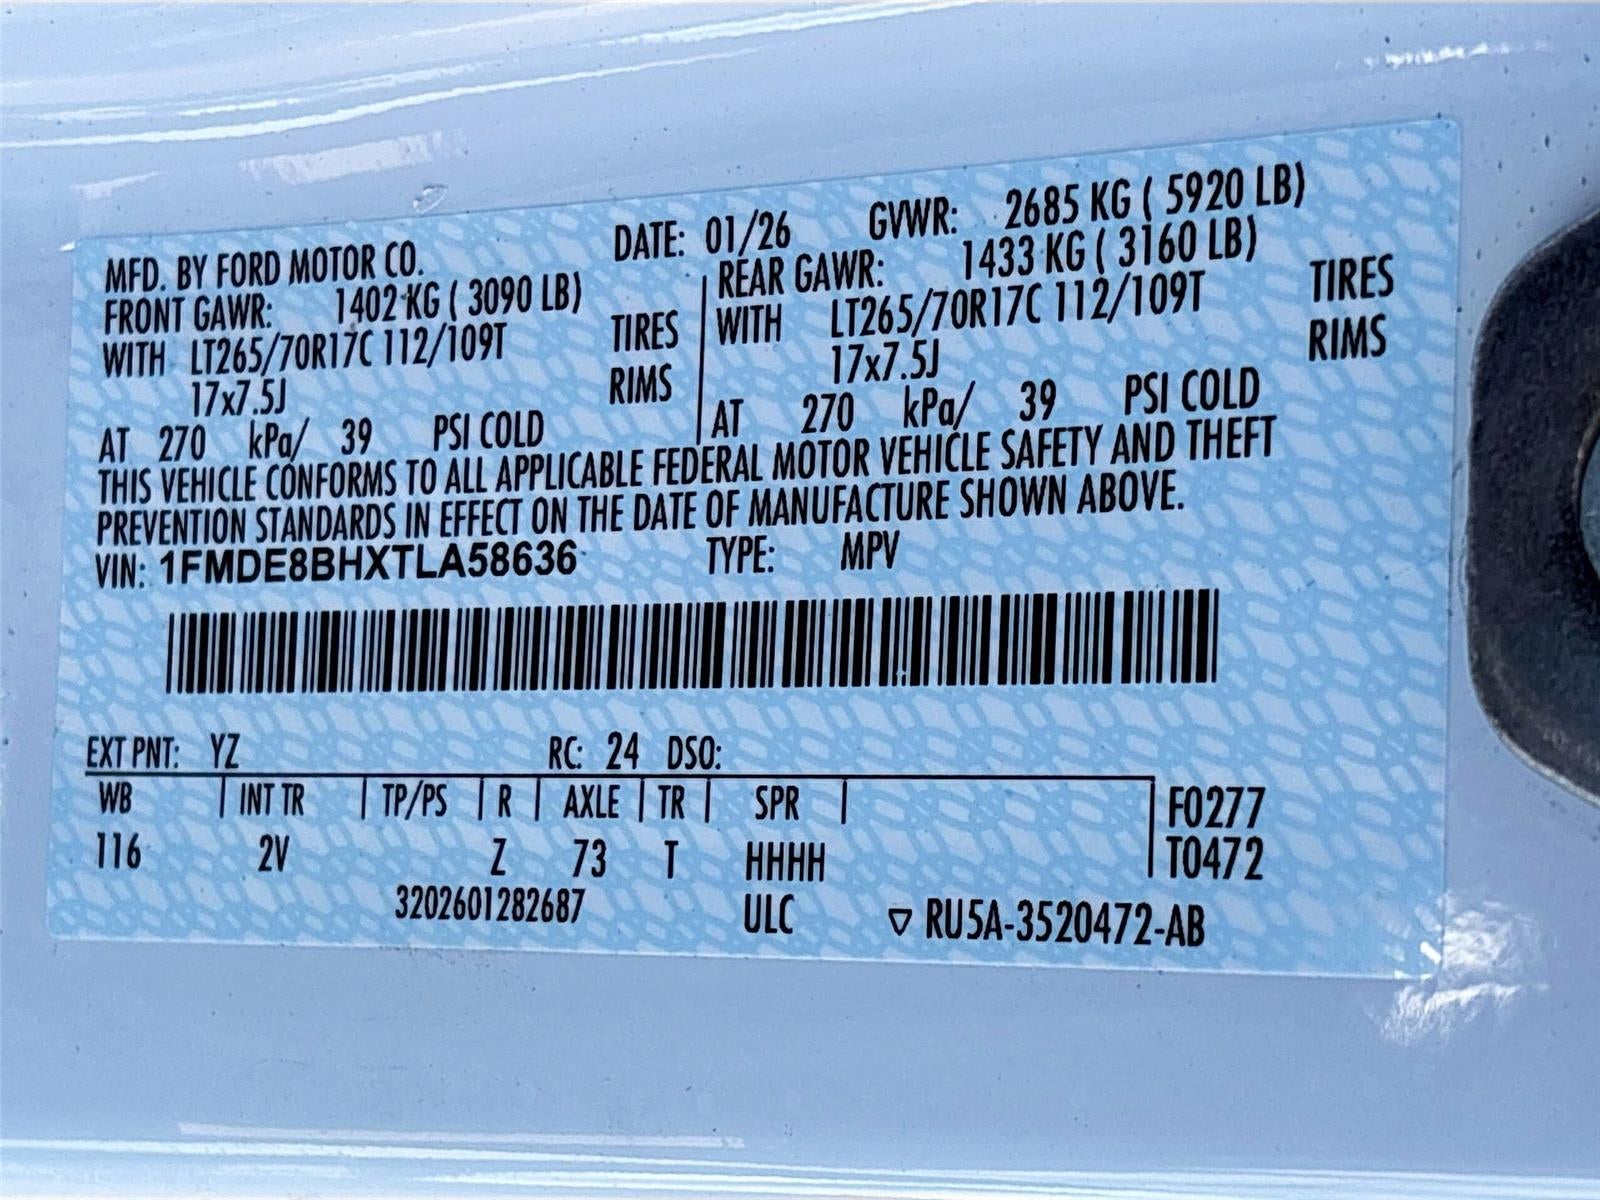 MFD. BY FORD MOTOR CO. DATE: 01/26 GVWR: 2685 KG ( 5920 LB)
FRONT GAWR: 1402 KG ( 3090 LB) REAR GAWR: 1433 KG ( 3160 LB)
WITH LT265/70R17C 112/109T TIRES WITH LT265/70R17C 112/109T TIRES
17x7.5J RIMS 17x7.5J RIMS
AT 270 kPa/ 39 PSI COLD AT 270 kPa/ 39 PSI COLD
THIS VEHICLE CONFORMS TO ALL APPLICABLE FEDERAL MOTOR VEHICLE SAFETY AND THEFT
PREVENTION STANDARDS IN EFFECT ON THE DATE OF MANUFACTURE SHOWN ABOVE.
VIN: 1FMDE8BHXTLA58636 TYPE: MPV
EXT PNT: YZ RC: 24 DSO:
WB INT TR TP/PS R AXLE TR SPR F0277
116 2V Z 73 T HHHH T0472
3202601282687 ULC ▽ RU5A-3520472-AB